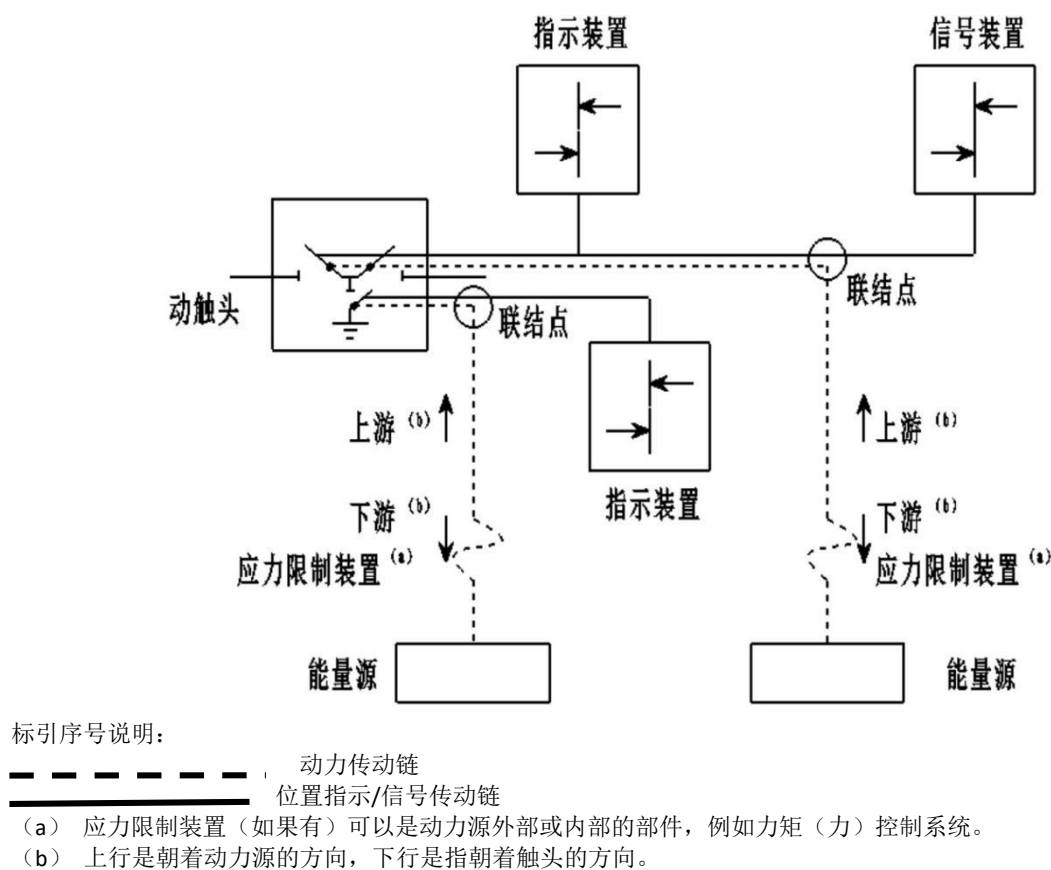 指示装置
信号装置
动触头
联结点
联结点
上游 (b)
上游 (b)
下游 (b)
下游 (b)
应力限制装置 (a)
应力限制装置 (a)
指示装置
能量源
能量源
标引序号说明：
动力传动链
位置指示/信号传动链
（a） 应力限制装置（如果有）可以是动力源外部或内部的部件，例如力矩（力）控制系统。
（b） 上行是朝着动力源的方向，下行是指朝着触头的方向。